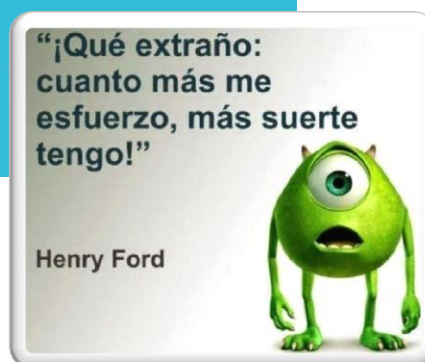 “¡Qué extraño:
cuanto más me
esfuerzo, más suerte
tengo!”
Henry Ford